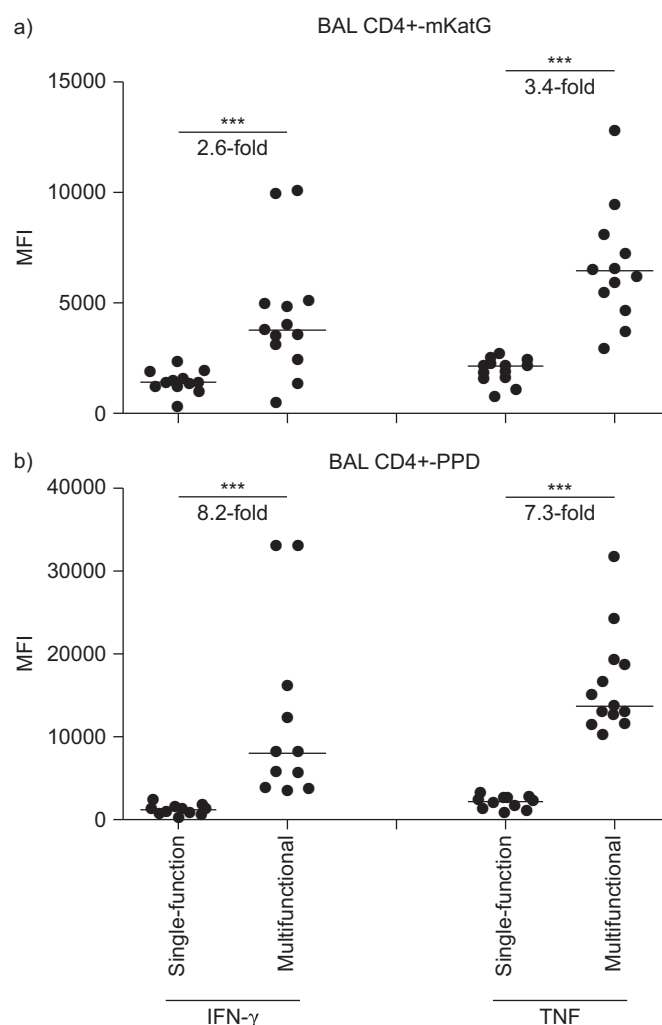 a)
BAL CD4+-mKatG
15000
10000
5000
0
MFI
***
2.6-fold
***
3.4-fold
b)
BAL CD4+-PPD
40000
30000
20000
10000
0
MFI
***
8.2-fold
***
7.3-fold
Single-function
Multifunctional
Single-function
Multifunctional
IFN-γ
TNF